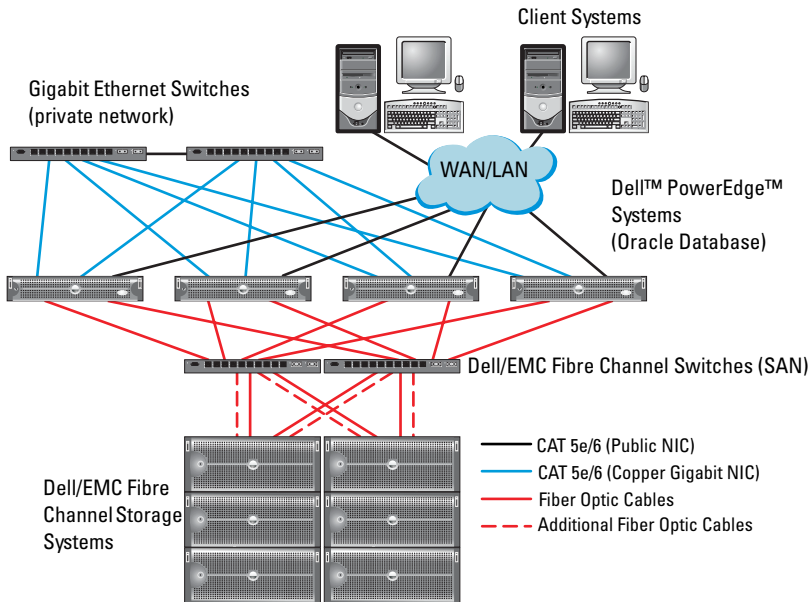 Client Systems
Gigabit Ethernet Switches
(private network)
WAN/LAN
Dell™ PowerEdge™
Systems
(Oracle Database)
Dell/EMC Fibre Channel Switches (SAN)
CAT 5e/6 (Public NIC)
CAT 5e/6 (Copper Gigabit NIC)
Fiber Optic Cables
Additional Fiber Optic Cables
Dell/EMC Fibre
Channel Storage
Systems